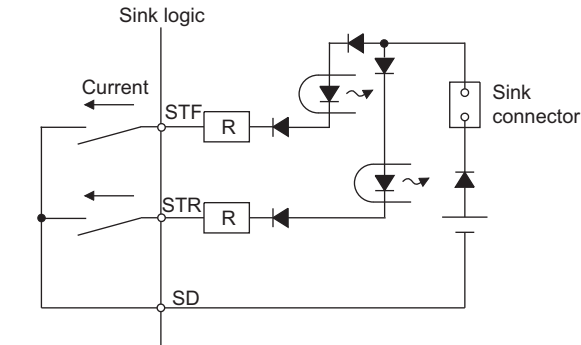 Sink logic
Current
STF
R
Sink
connector
STR
R
SD